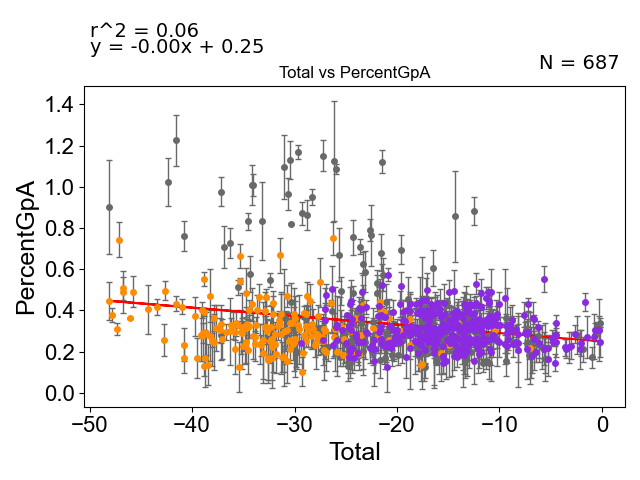 r^2 = 0.06
y = -0.00x + 0.25
N = 687
Total vs PercentGpA
PercentGpA
1.4
1.2
1.0
0.8
0.6
0.4
0.2
0.0
−50 −40 −30 −20 −10 0
Total